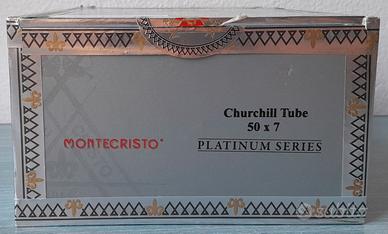 Churchill Tube
50 x 7
MONTECRISTO®
PLATINUM SERIES